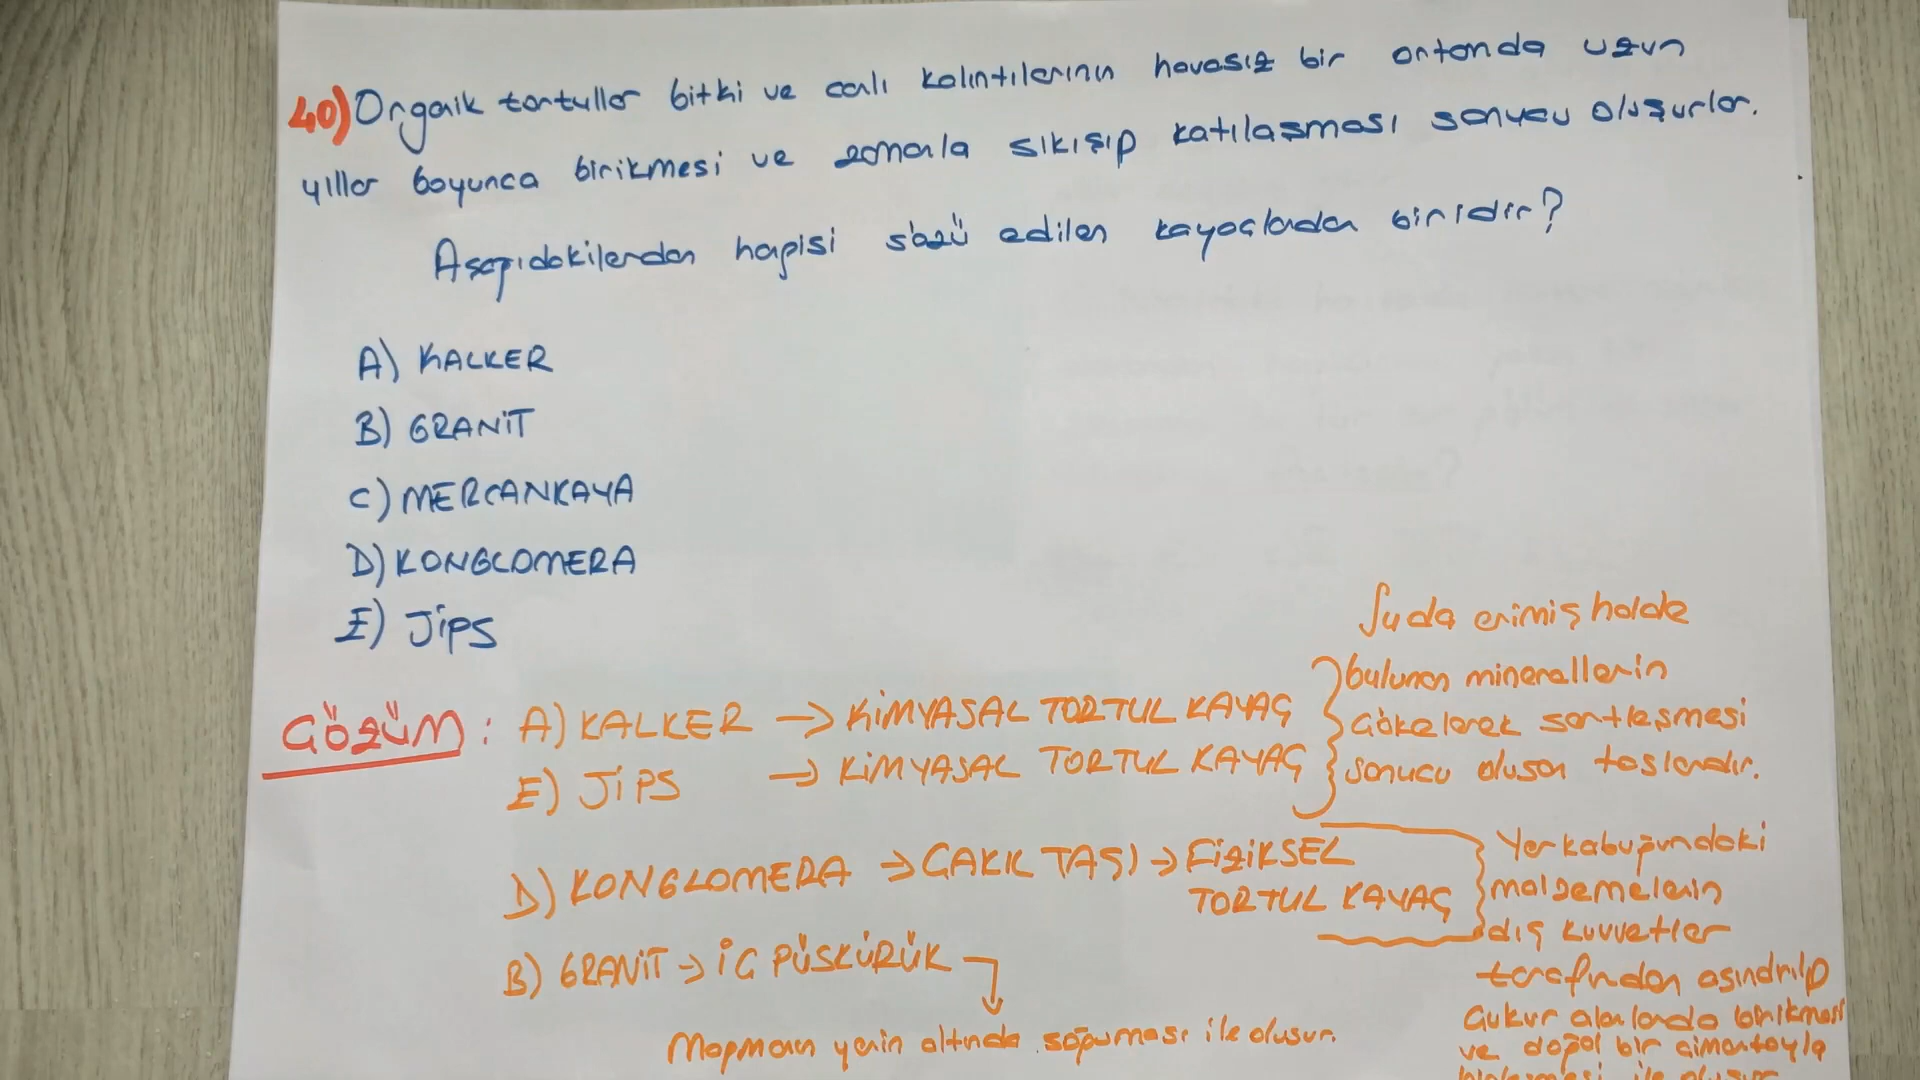 40) Orgaik tortullar bitki ve canlı kalıntılarının havasız bir ortamda uzun
yıllar boyunca birikmesi ve zamanla sıkışıp katılaşması sonucu oluşurlar.
Aşağıdakilerden hangisi sözü edilen kayaçlardan biridir?
A) KALKER
B) GRANİT
C) MERCANKAYA
D) KONGLOMERA
E) JİPS
ÇÖZÜM: A) KALKER → KİMYASAL TORTUL KAYAÇ
E) JİPS → KİMYASAL TORTUL KAYAÇ
Suda erimiş halde
bulunan minerallerin
çökelerek sertleşmesi
sonucu oluşan taşlardır.
D) KONGLOMERA → ÇAKIL TAŞI → FİZİKSEL
TORTUL KAYAÇ
Yerkabuğundaki
malzemelerin
dış kuvvetler
tarafından aşındırılıp
çukur alanlarda birikmesi
ve doğal bir çimentoyla
birleşmesi ile oluşur
B) GRANİT → İÇ PÜSKÜRÜK
Magmanın yerin altında soğuması ile oluşur.